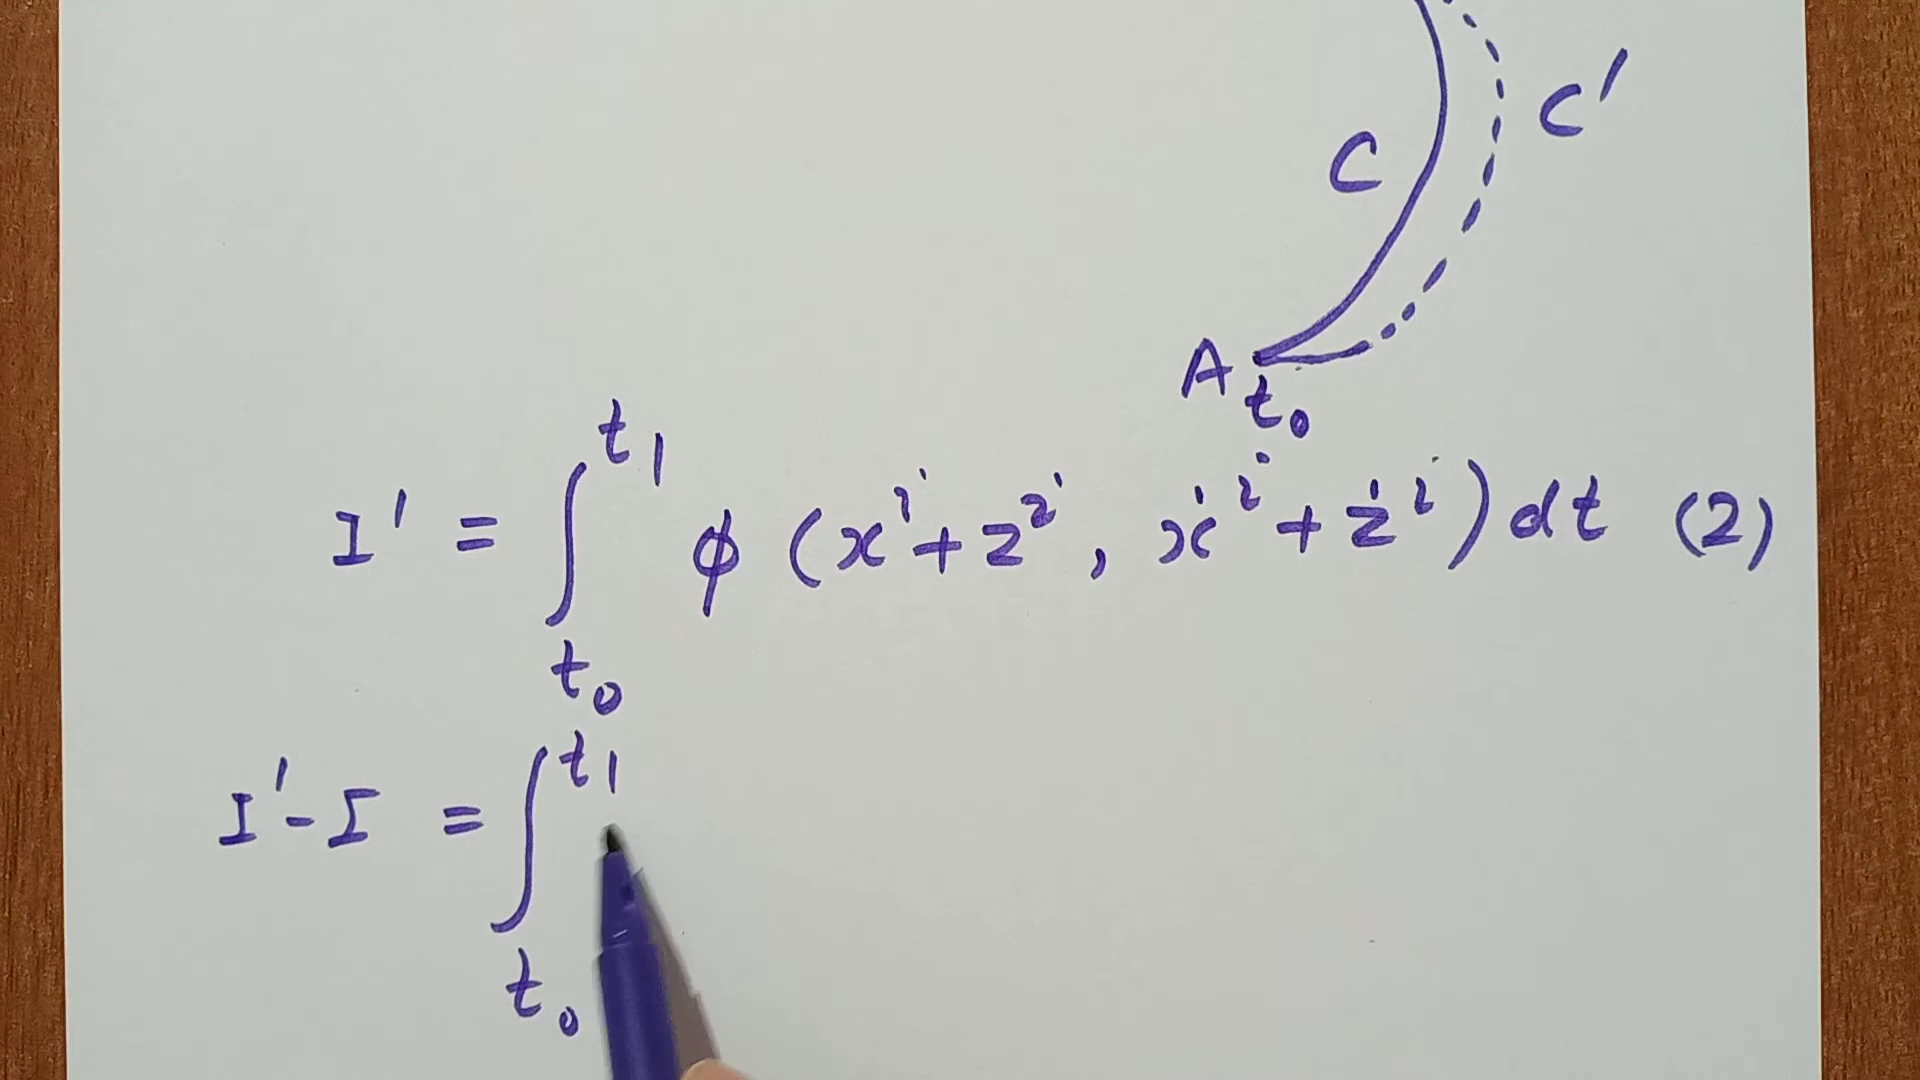 C C'
A t₀
I' = ∫_{t₀}^{t₁} ϕ (xⁱ + zⁱ, ẋⁱ + żⁱ) dt (2)
I' - I = ∫_{t₀}^{t₁}